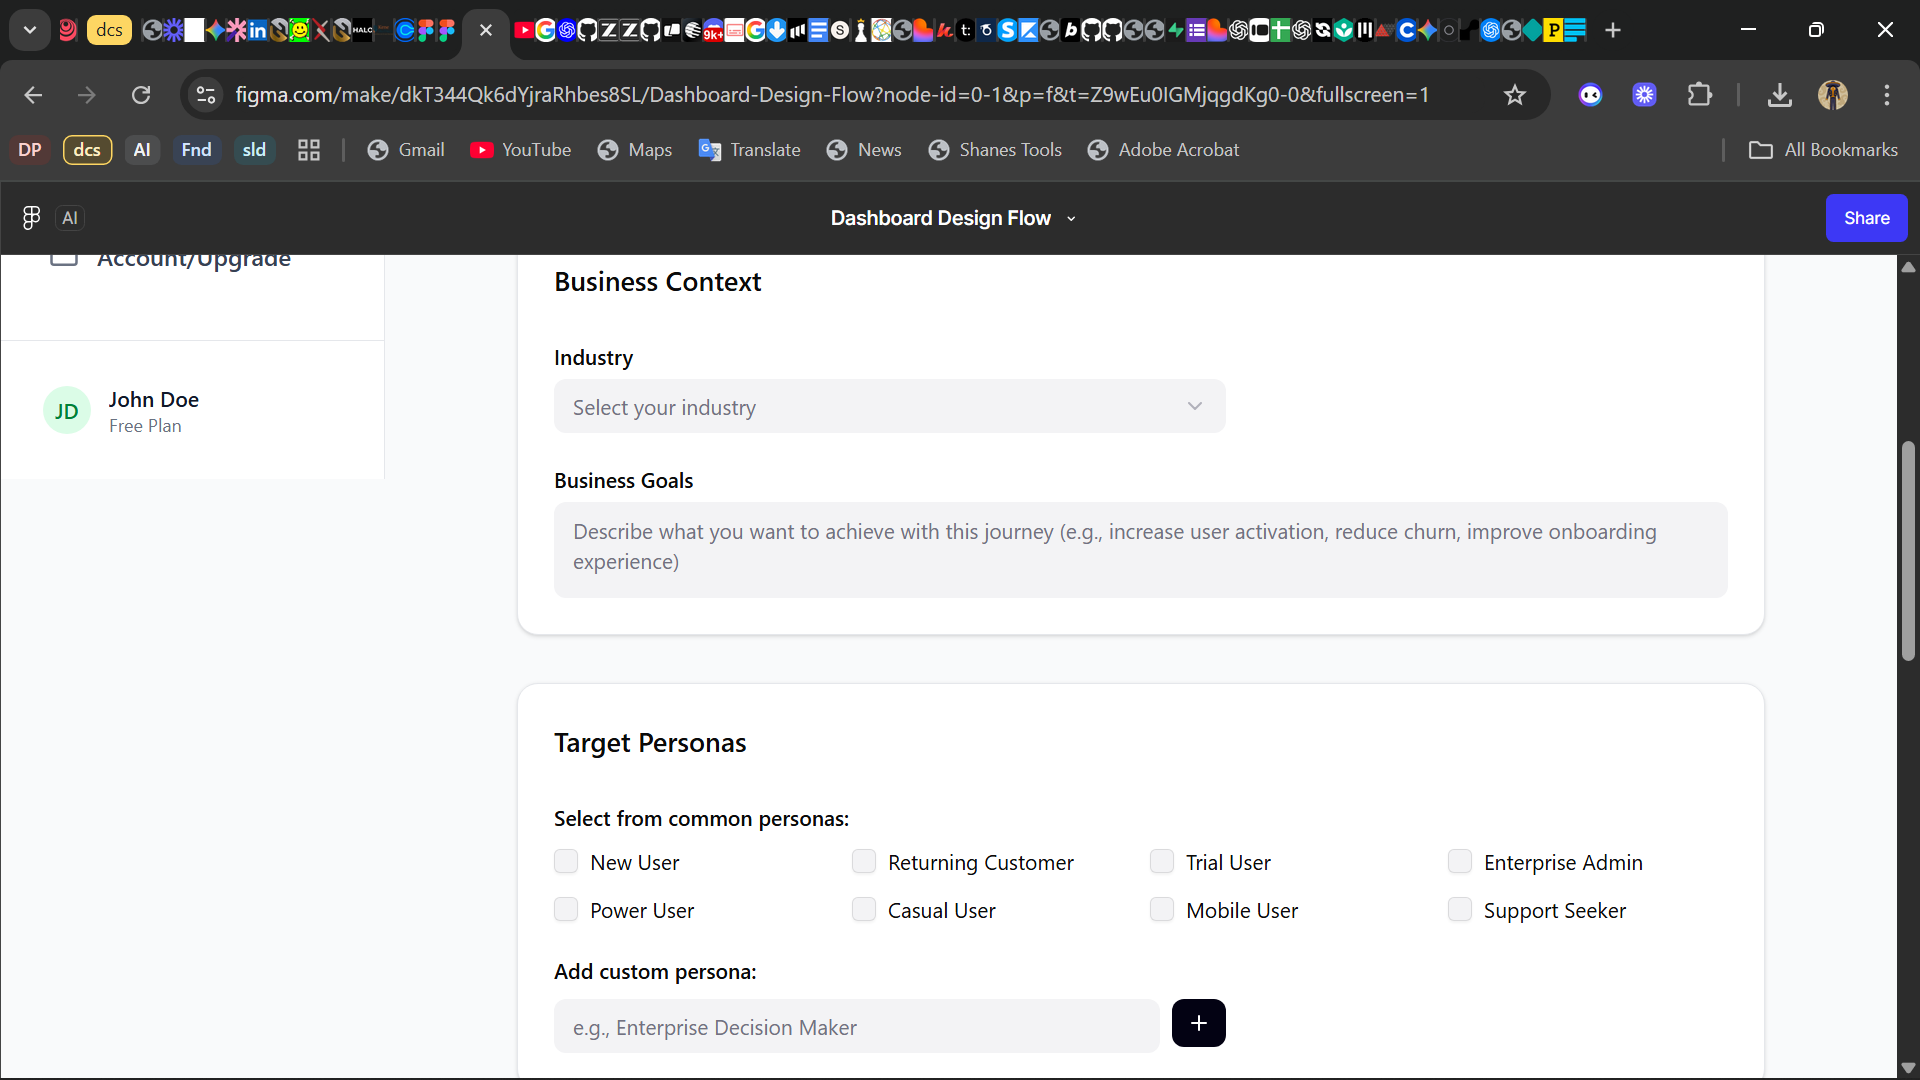 dcs
MALC
9k+
figma.com/make/dkT344Qk6dYjraRhbes8SL/Dashboard-Design-Flow?node-id=0-1&p=f&t=Z9wEu0IGMjqgdKg0-0&fullscreen=1
DP dcs AI Fnd sld Gmail YouTube Maps Translate News Shanes Tools Adobe Acrobat All Bookmarks
AI Dashboard Design Flow Share
Account/Upgrade
John Doe
JD
Free Plan
Business Context
Industry
Select your industry
Business Goals
Describe what you want to achieve with this journey (e.g., increase user activation, reduce churn, improve onboarding
experience)
Target Personas
Select from common personas:
New User Returning Customer Trial User Enterprise Admin
Power User Casual User Mobile User Support Seeker
Add custom persona:
e.g., Enterprise Decision Maker